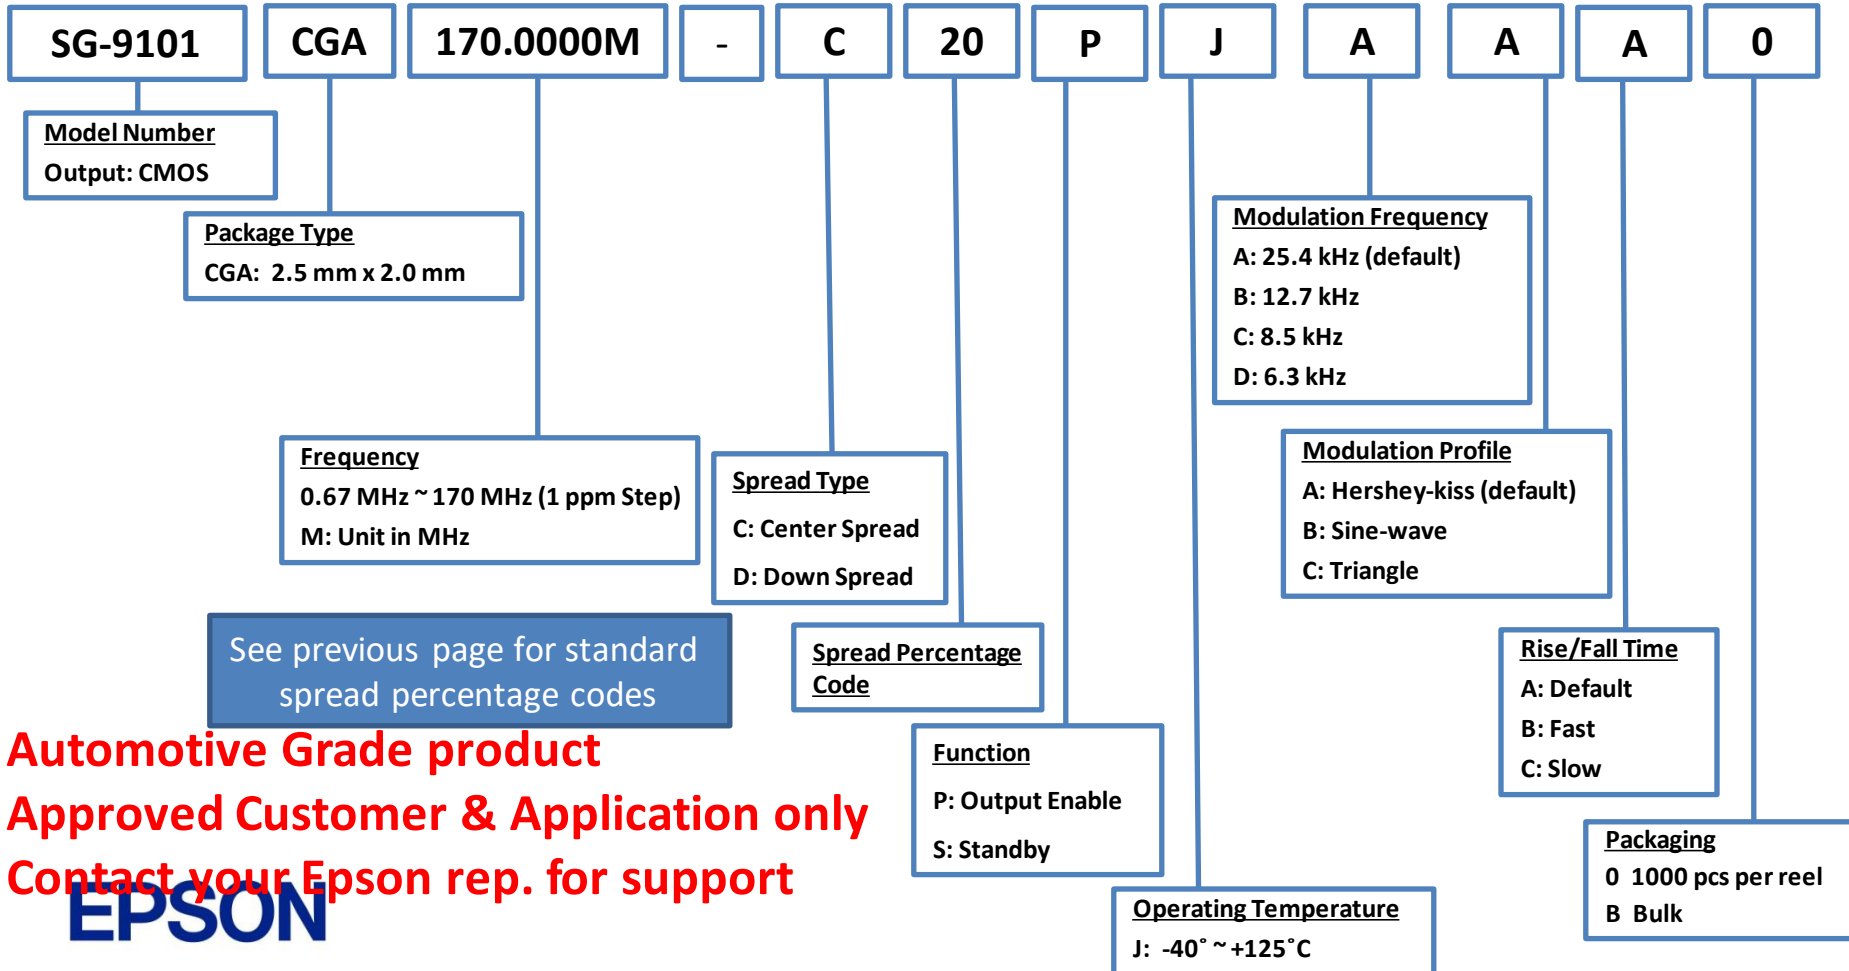 SG-9101 CGA 170.0000M - C 20 P J A A A 0
Model Number
Output: CMOS
Package Type
CGA: 2.5 mm x 2.0 mm
Frequency
0.67 MHz ~ 170 MHz (1 ppm Step)
M: Unit in MHz
Spread Type
C: Center Spread
D: Down Spread
Spread Percentage
Code
Function
P: Output Enable
S: Standby
Operating Temperature
J: -40˚ ~ +125˚C
Modulation Frequency
A: 25.4 kHz (default)
B: 12.7 kHz
C: 8.5 kHz
D: 6.3 kHz
Modulation Profile
A: Hershey-kiss (default)
B: Sine-wave
C: Triangle
Rise/Fall Time
A: Default
B: Fast
C: Slow
Packaging
0 1000 pcs per reel
B Bulk
See previous page for standard
spread percentage codes
Automotive Grade product
Approved Customer & Application only
Contact your Epson rep. for support
EPSON